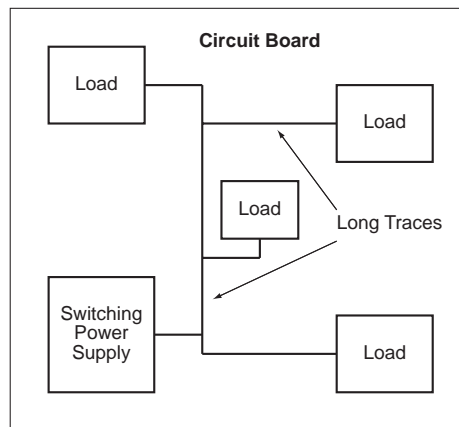 Circuit Board
Load
Load
Load
Long Traces
Switching
Power
Supply
Load